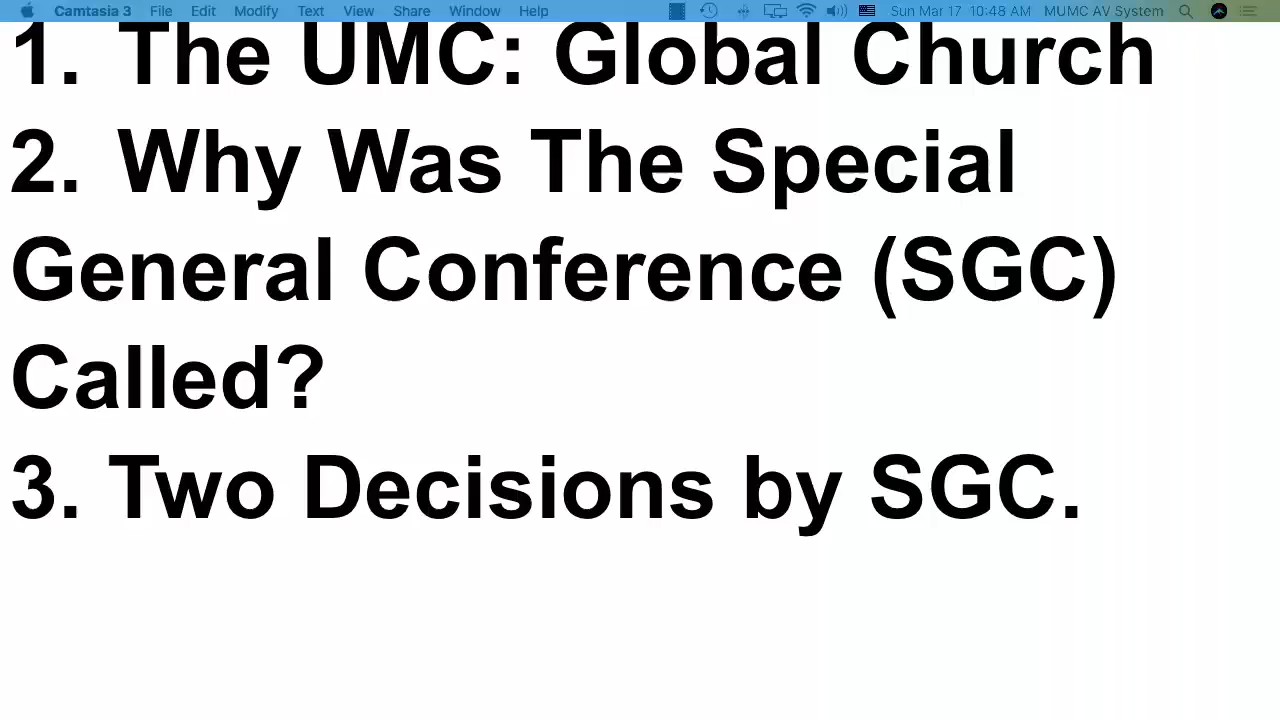 Camtasia 3 File Edit Modify Text View Share Window Help Sun Mar 17 10:48 AM MUMC AV System
1. The UMC: Global Church
2. Why Was The Special
General Conference (SGC)
Called?
3. Two Decisions by SGC.